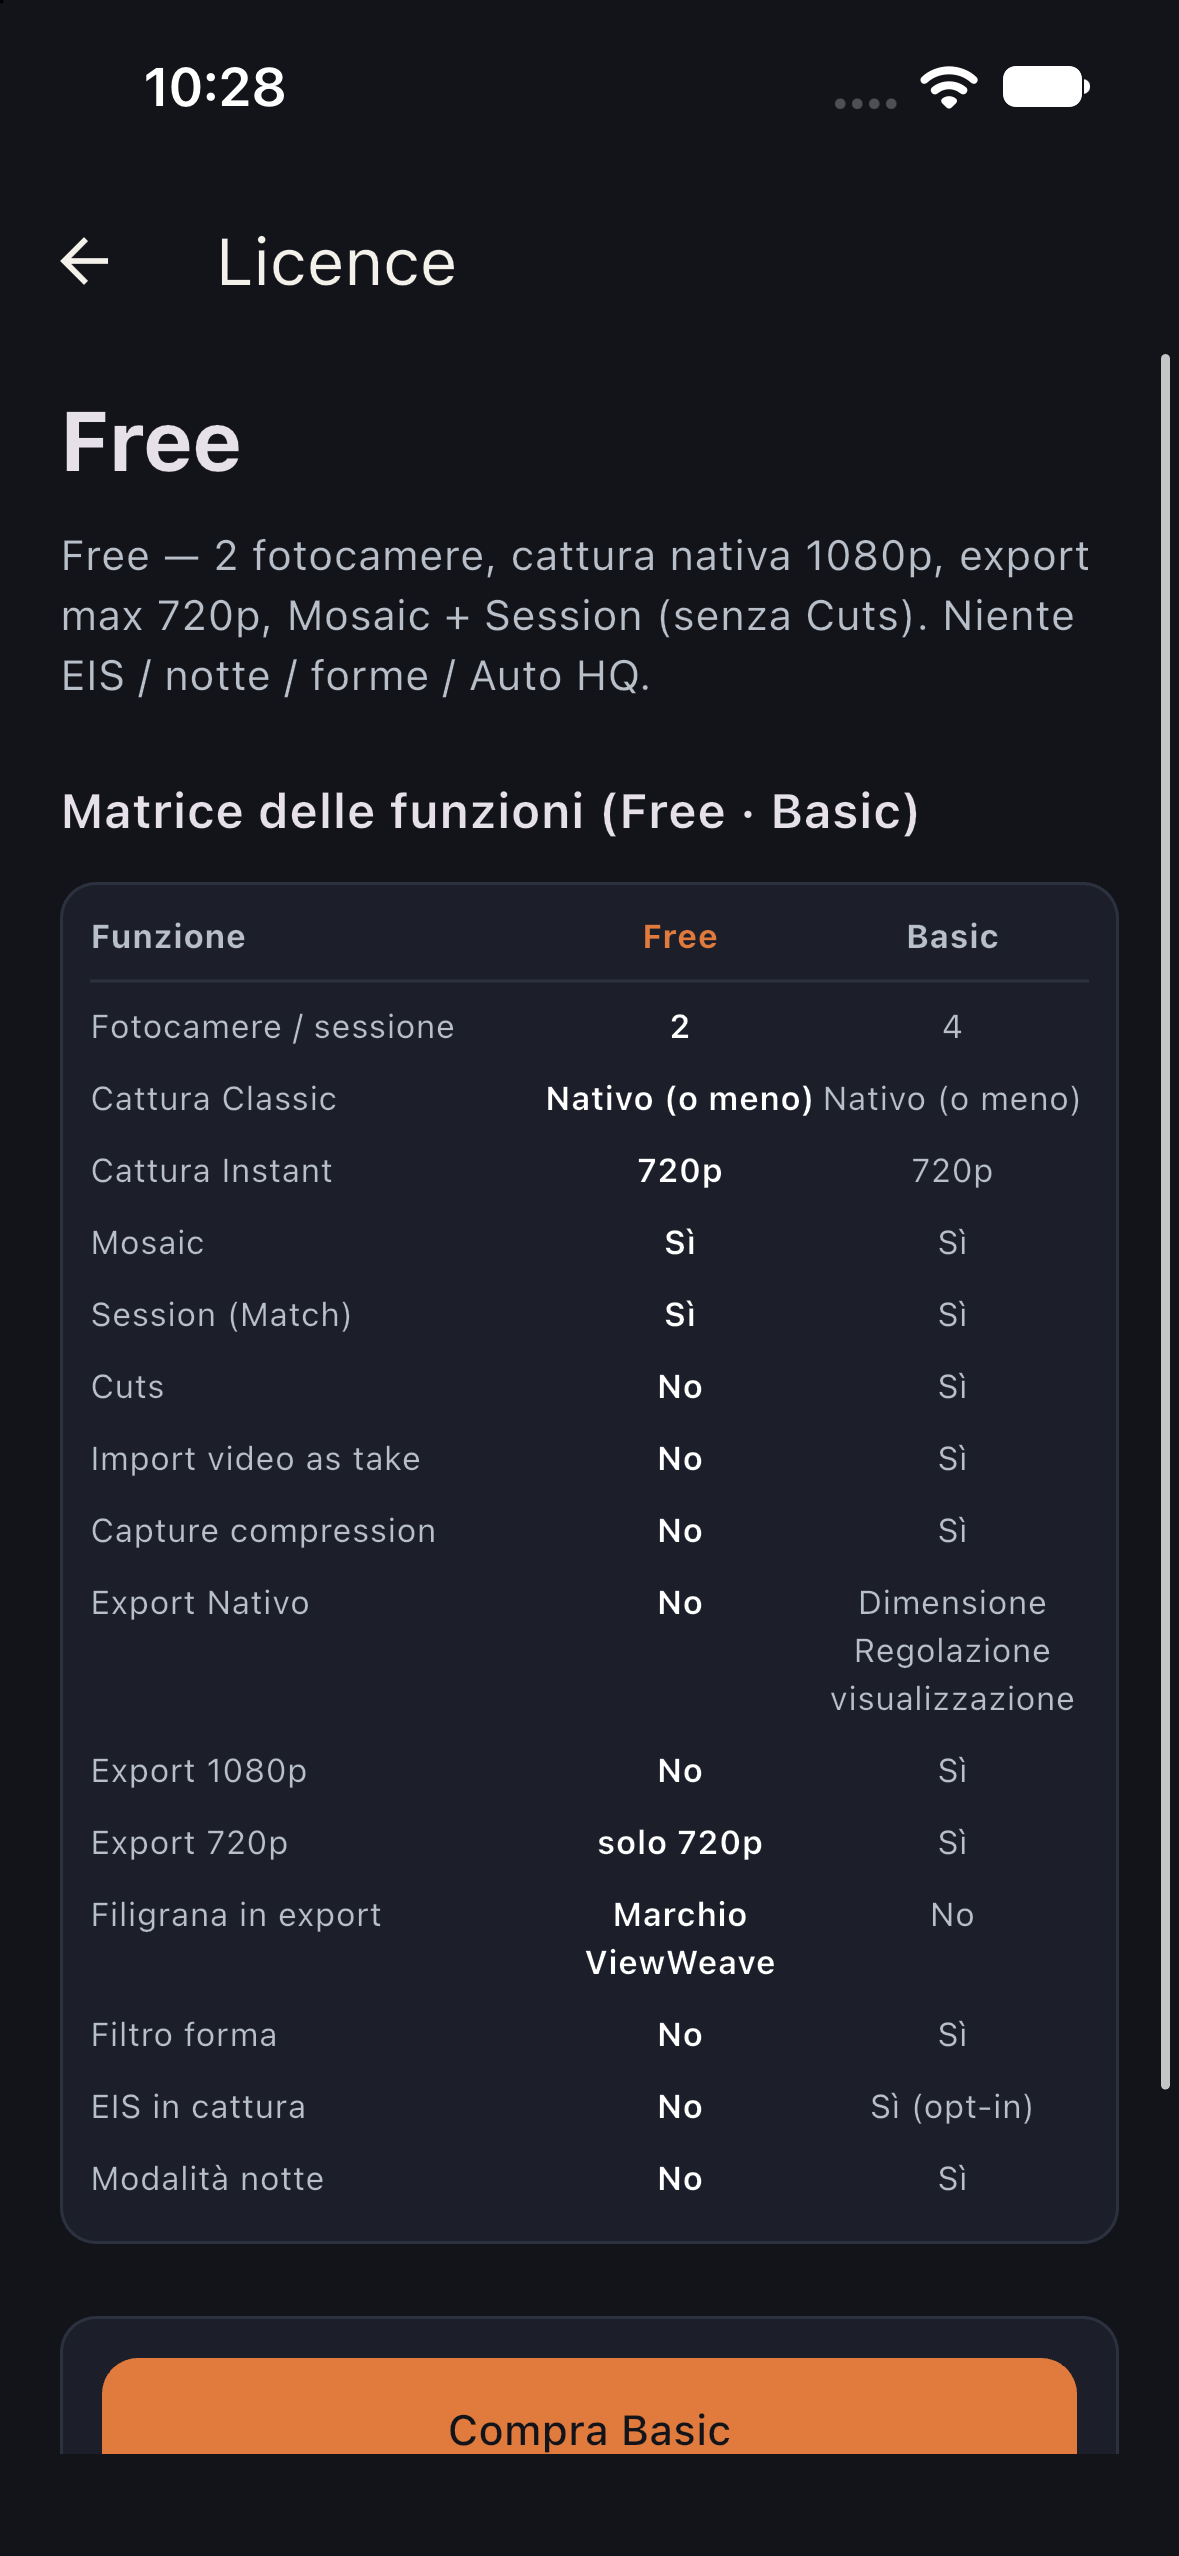 10:28
Licence
Free
Free — 2 fotocamere, cattura nativa 1080p, export
max 720p, Mosaic + Session (senza Cuts). Niente
EIS / notte / forme / Auto HQ.
Matrice delle funzioni (Free · Basic)
Funzione Free Basic
Fotocamere / sessione 2 4
Cattura Classic Nativo (o meno) Nativo (o meno)
Cattura Instant 720p 720p
Mosaic Sì Sì
Session (Match) Sì Sì
Cuts No Sì
Import video as take No Sì
Capture compression No Sì
Export Nativo No Dimensione
Regolazione
visualizzazione
Export 1080p No Sì
Export 720p solo 720p Sì
Filigrana in export Marchio No
ViewWeave
Filtro forma No Sì
EIS in cattura No Sì (opt-in)
Modalità notte No Sì
Compra Basic